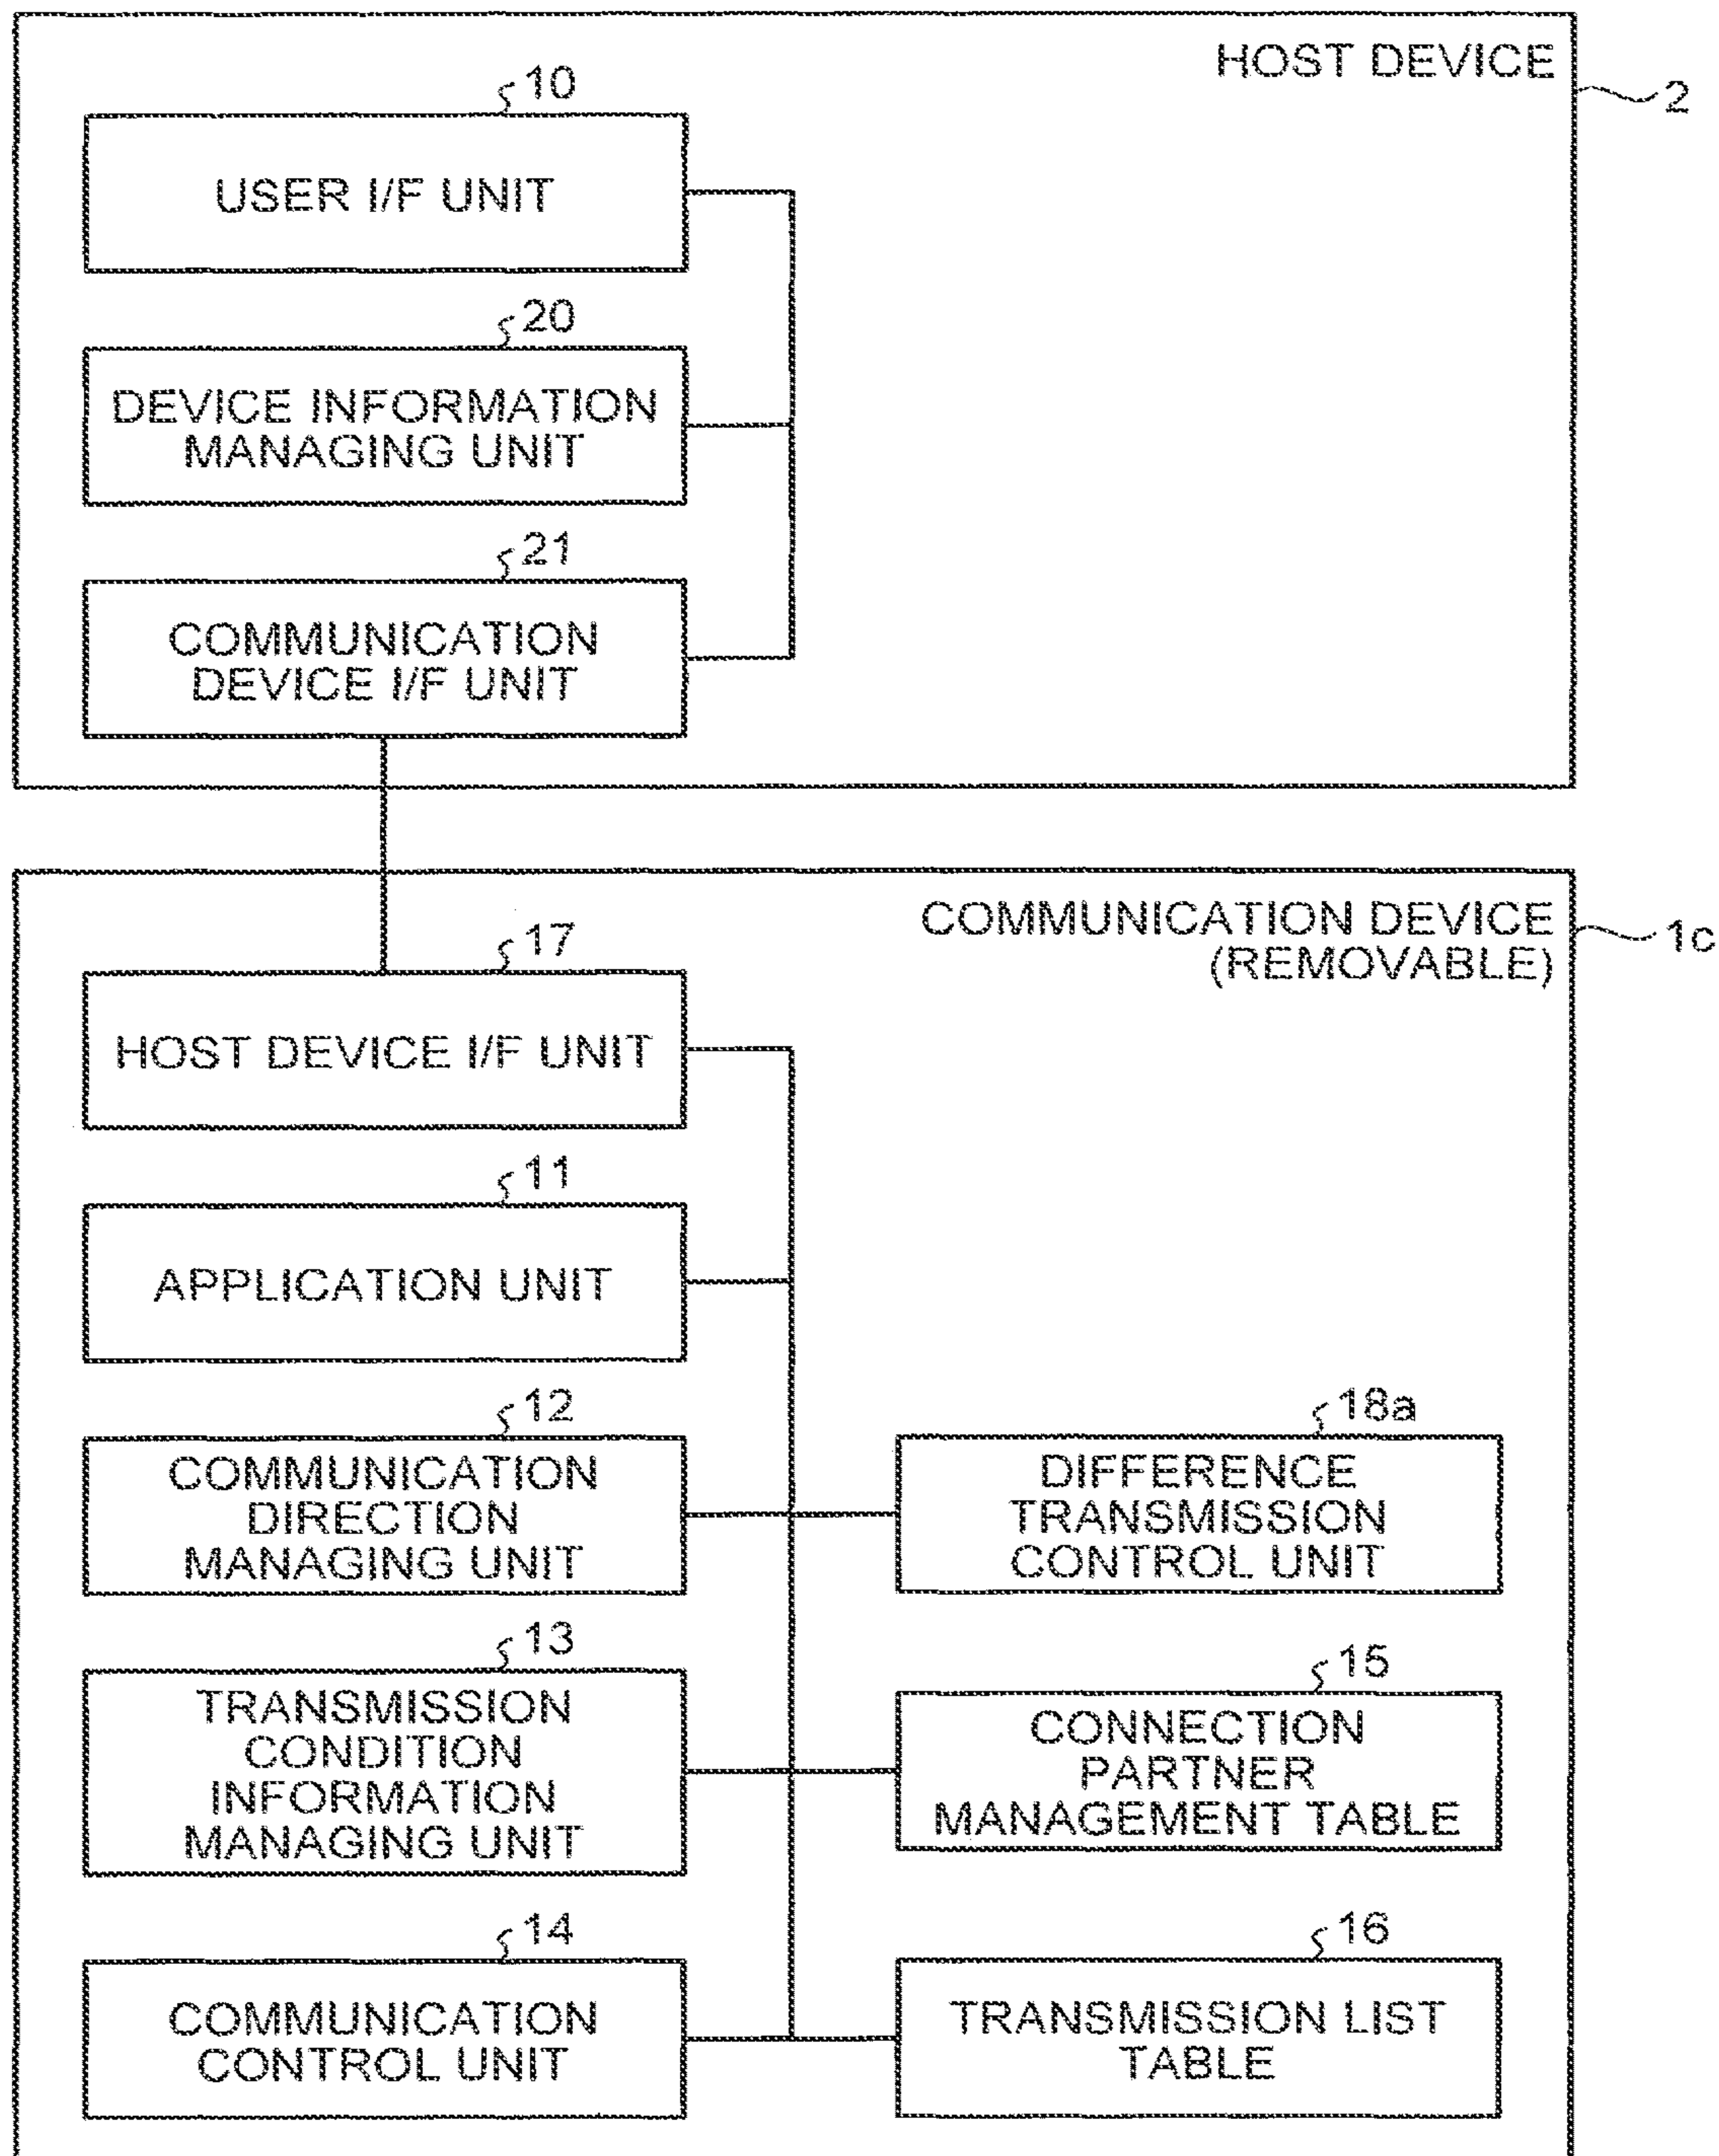 HOST DEVICE
2
10
USER I/F UNIT
20
DEVICE INFORMATION
MANAGING UNIT
21
COMMUNICATION
DEVICE I/F UNIT
COMMUNICATION DEVICE
(REMOVABLE)
1c
17
HOST DEVICE I/F UNIT
11
APPLICATION UNIT
12
COMMUNICATION
DIRECTION
MANAGING UNIT
18a
DIFFERENCE
TRANSMISSION
CONTROL UNIT
13
TRANSMISSION
CONDITION
INFORMATION
MANAGING UNIT
15
CONNECTION
PARTNER
MANAGEMENT TABLE
14
COMMUNICATION
CONTROL UNIT
16
TRANSMISSION LIST
TABLE